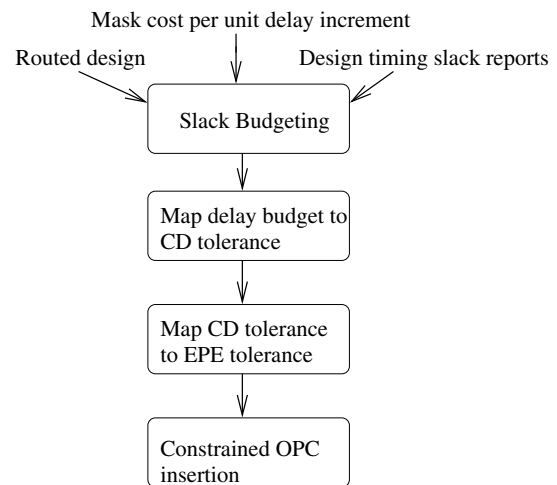 Mask cost per unit delay increment
Routed design
Design timing slack reports
Slack Budgeting
Map delay budget to
CD tolerance
Map CD tolerance
to EPE tolerance
Constrained OPC
insertion